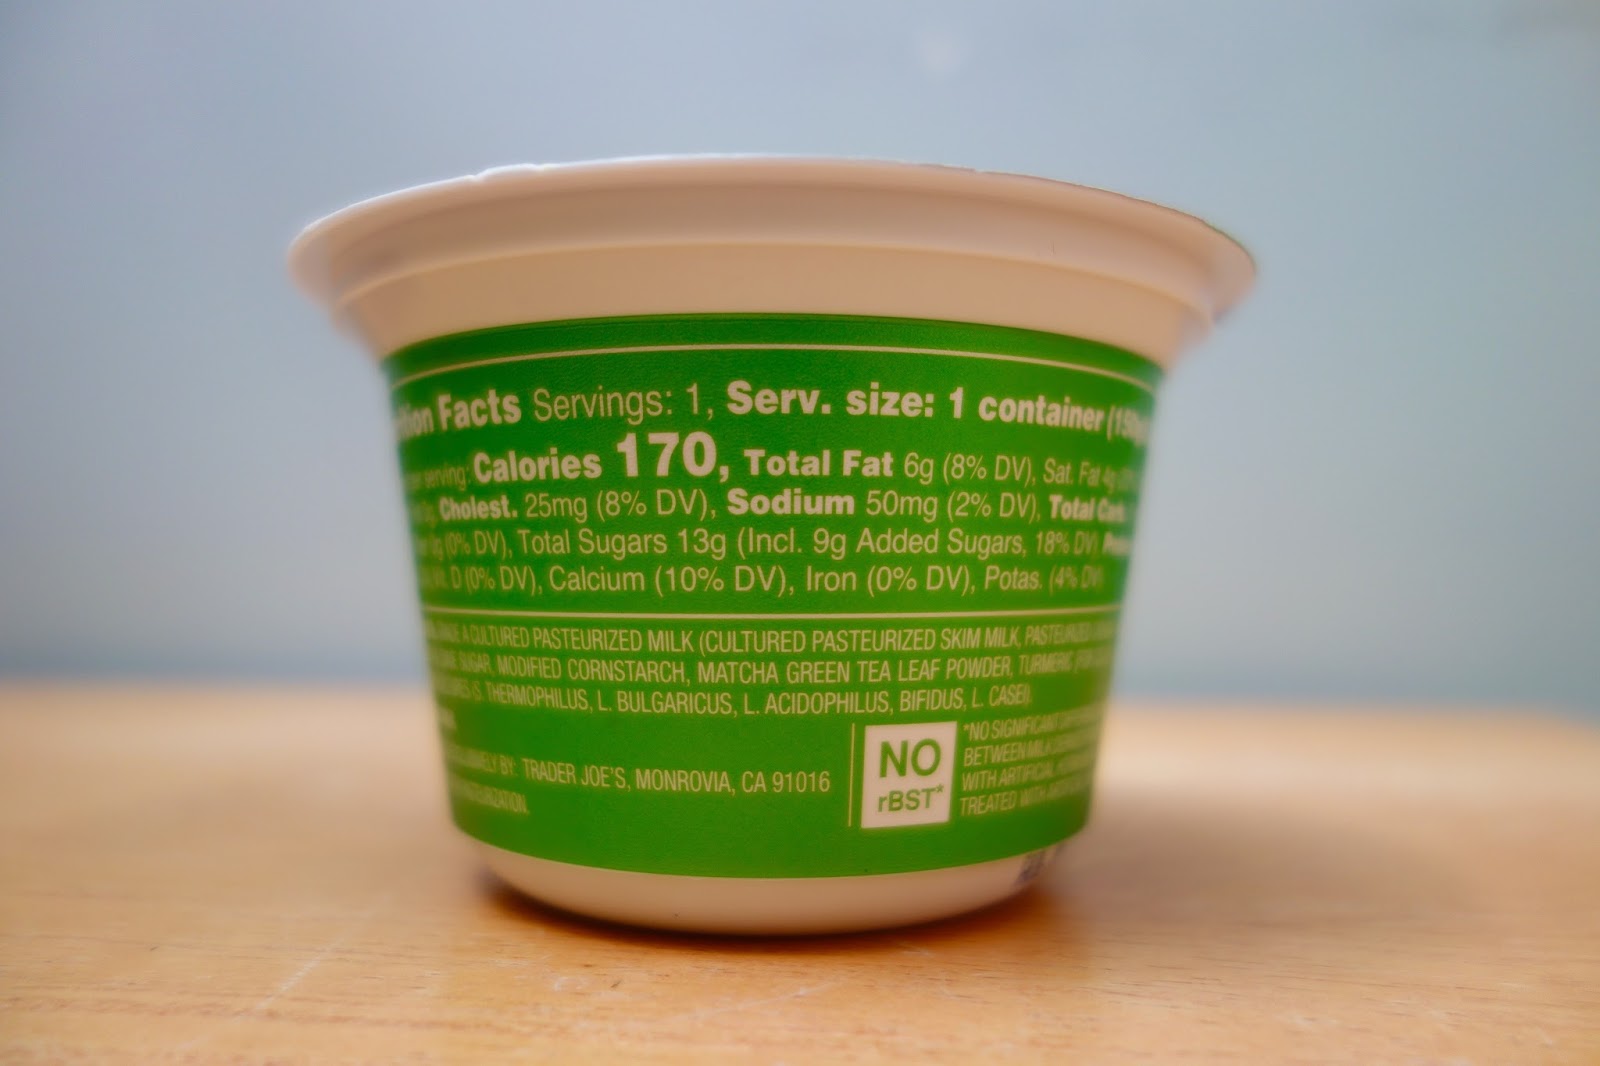 Facts Servings: 1, Serv. size: 1 container
serving: Calories 170, Total Fat 6g (8% DV), Sat. Fat 4g
Cholest. 25mg (8% DV), Sodium 50mg (2% DV), Total
(0% DV), Total Sugars 13g (Incl. 9g Added Sugars, 18% DV)
D (0% DV), Calcium (10% DV), Iron (0% DV), Potas. (4% DV)
A CULTURED PASTEURIZED MILK (CULTURED PASTEURIZED SKIM MILK,
SUGAR, MODIFIED CORNSTARCH, MATCHA GREEN TEA LEAF POWDER, TURMERIC
S. THERMOPHILUS, L. BULGARICUS, L. ACIDOPHILUS, BIFIDUS, L. CASEI).
BY: TRADER JOE'S, MONROVIA, CA 91016
NO
rBST*
*NO SIGNIFICANT
BETWEEN MILK
WITH ARTIFICIAL
TREATED WITH